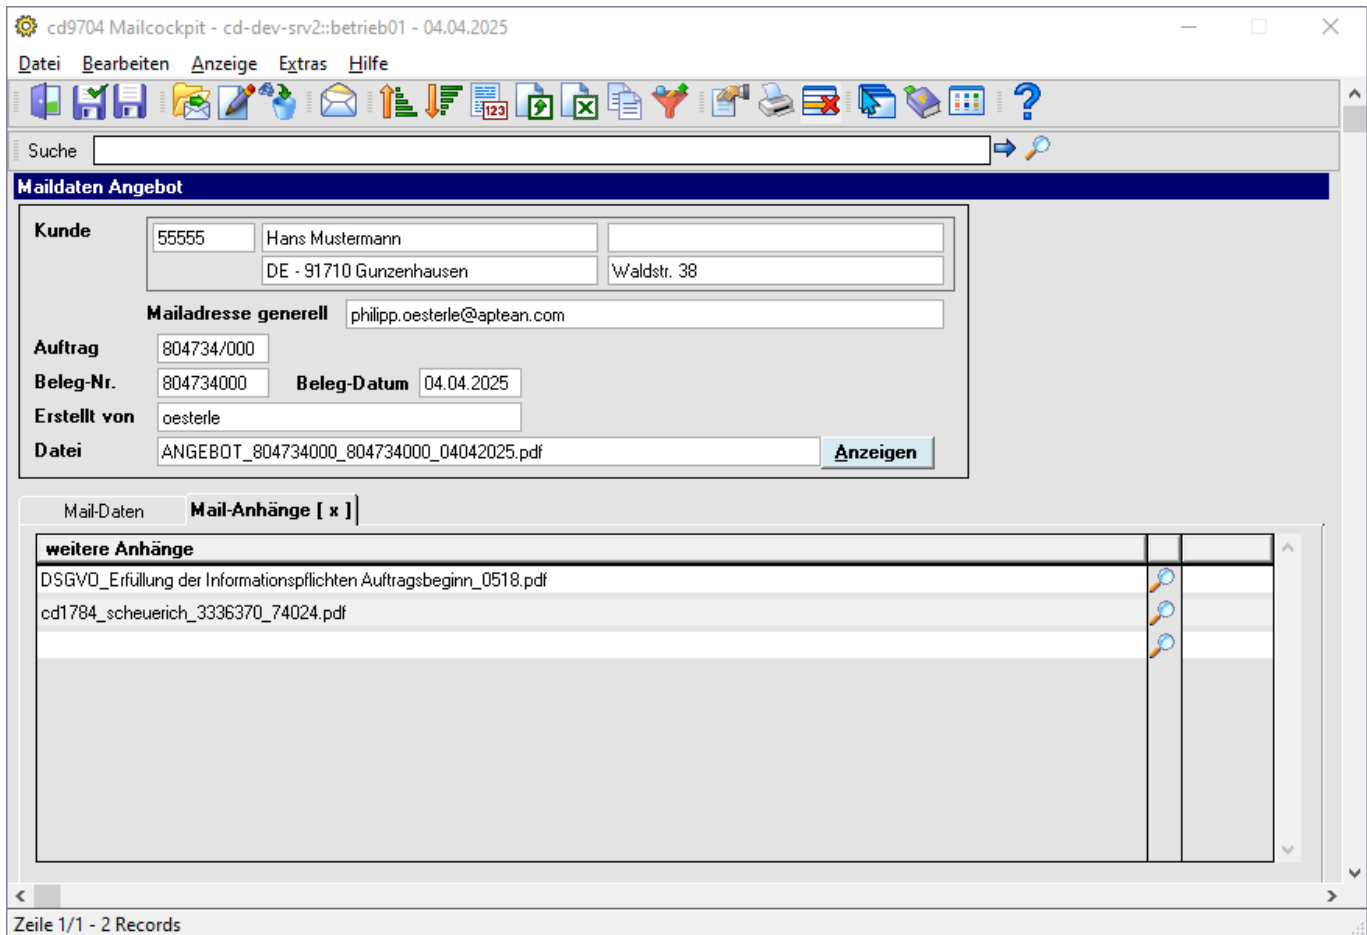 cd9704 Mailcockpit - cd-dev-srv2::betrieb01 - 04.04.2025
Datei Bearbeiten Anzeige Extras Hilfe
123
Suche
Maildaten Angebot
Kunde 55555 Hans Mustermann
DE - 91710 Gunzenhausen Waldstr. 38
Mailadresse generell philipp.oesterle@aptean.com
Auftrag 804734/000
Beleg-Nr. 804734000 Beleg-Datum 04.04.2025
Erstellt von oesterle
Datei ANGEBOT_804734000_804734000_04042025.pdf Anzeigen
Mail-Daten Mail-Anhänge [ x ]
weitere Anhänge
DSGVO_Erfüllung der Informationspflichten Auftragsbeginn_0518.pdf
cd1784_scheuerich_3336370_74024.pdf
Zeile 1/1 - 2 Records